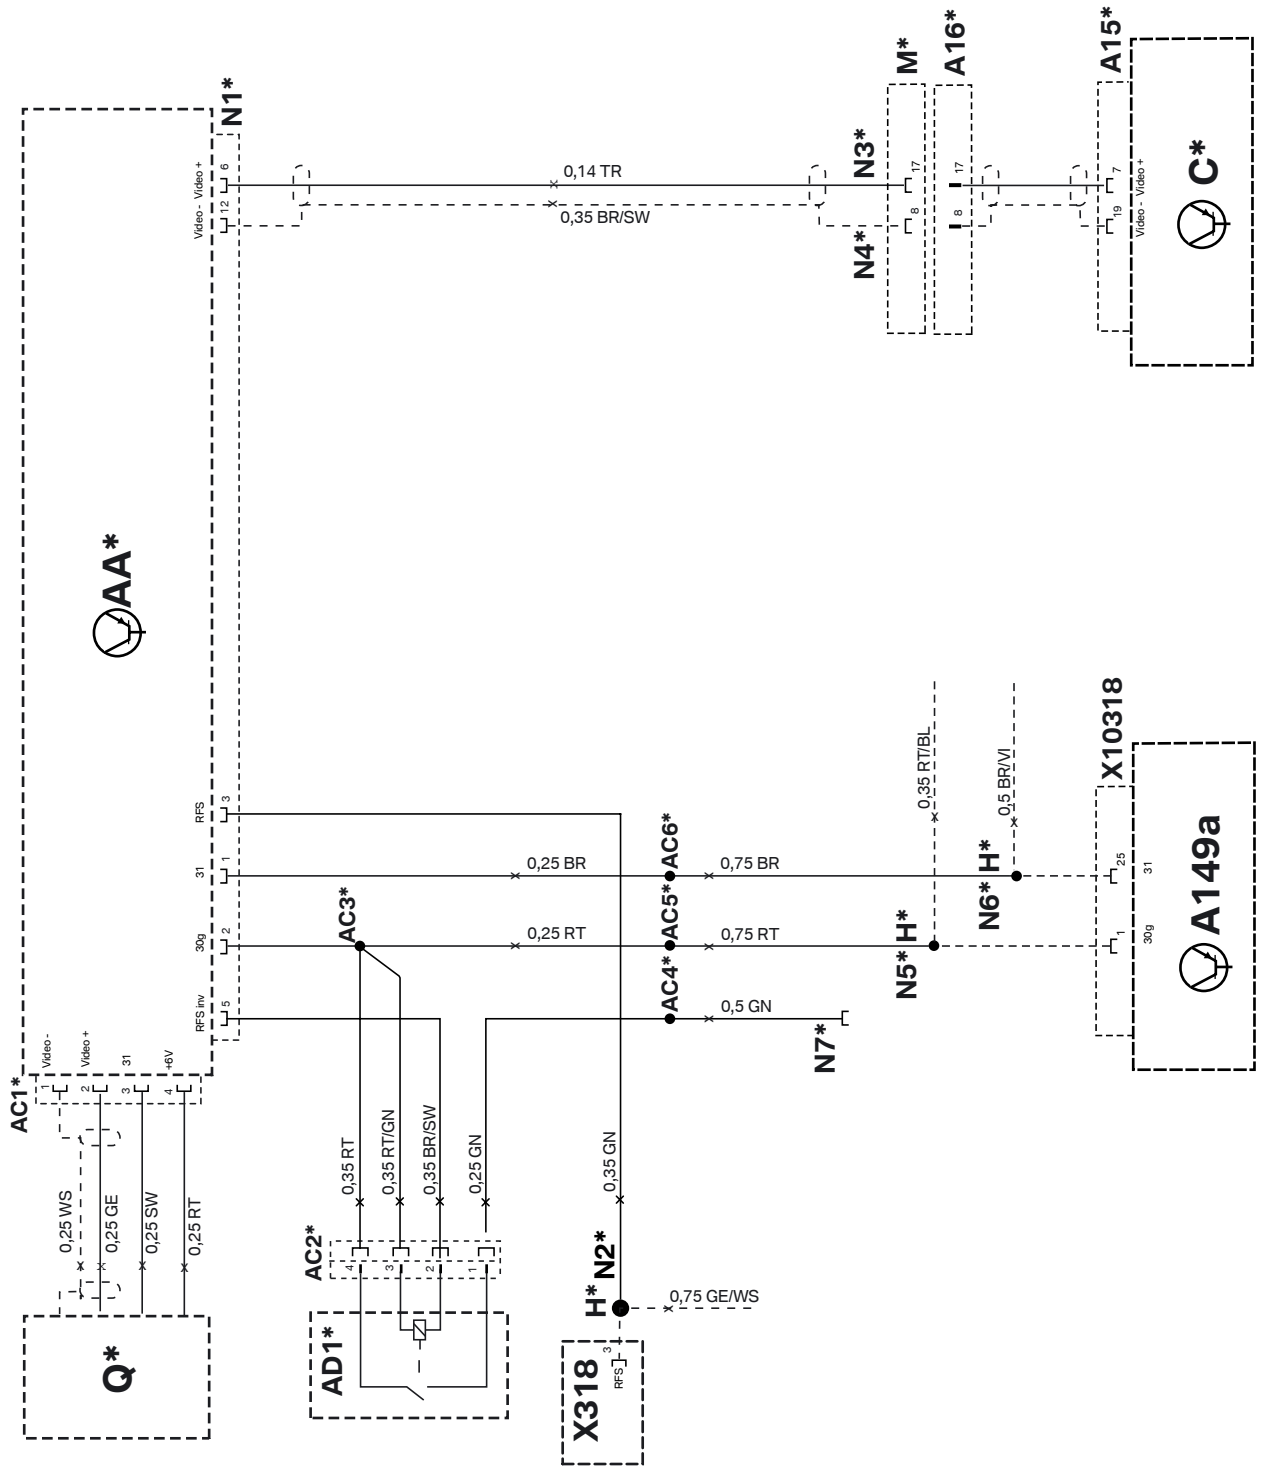 N1*
M*
A16*
A15*
AA*
Video +
6
Video -
12
0,14 TR
0,35 BR/SW
N3*
N4*
17
8
17
8
7
19
Video +
Video -
C*
RFS
3
31
1
30g
2
RFS inv
5
0,25 BR
AC6*
0,75 BR
AC3*
0,25 RT
AC5*
0,75 RT
AC4*
0,5 GN
N7*
0,35 RT/BL
0,5 BR/VI
N5* H*
N6* H*
X10318
25
31
1
30g
A149a
AC1*
1
Video -
2
Video +
3
31
4
+6V
0,25 WS
0,25 GE
0,25 SW
0,25 RT
Q*
0,35 RT
0,35 RT/GN
0,35 BR/SW
0,25 GN
AC2*
4
3
2
1
AD1*
0,35 GN
H* N2*
0,75 GE/WS
X318
3
RFS